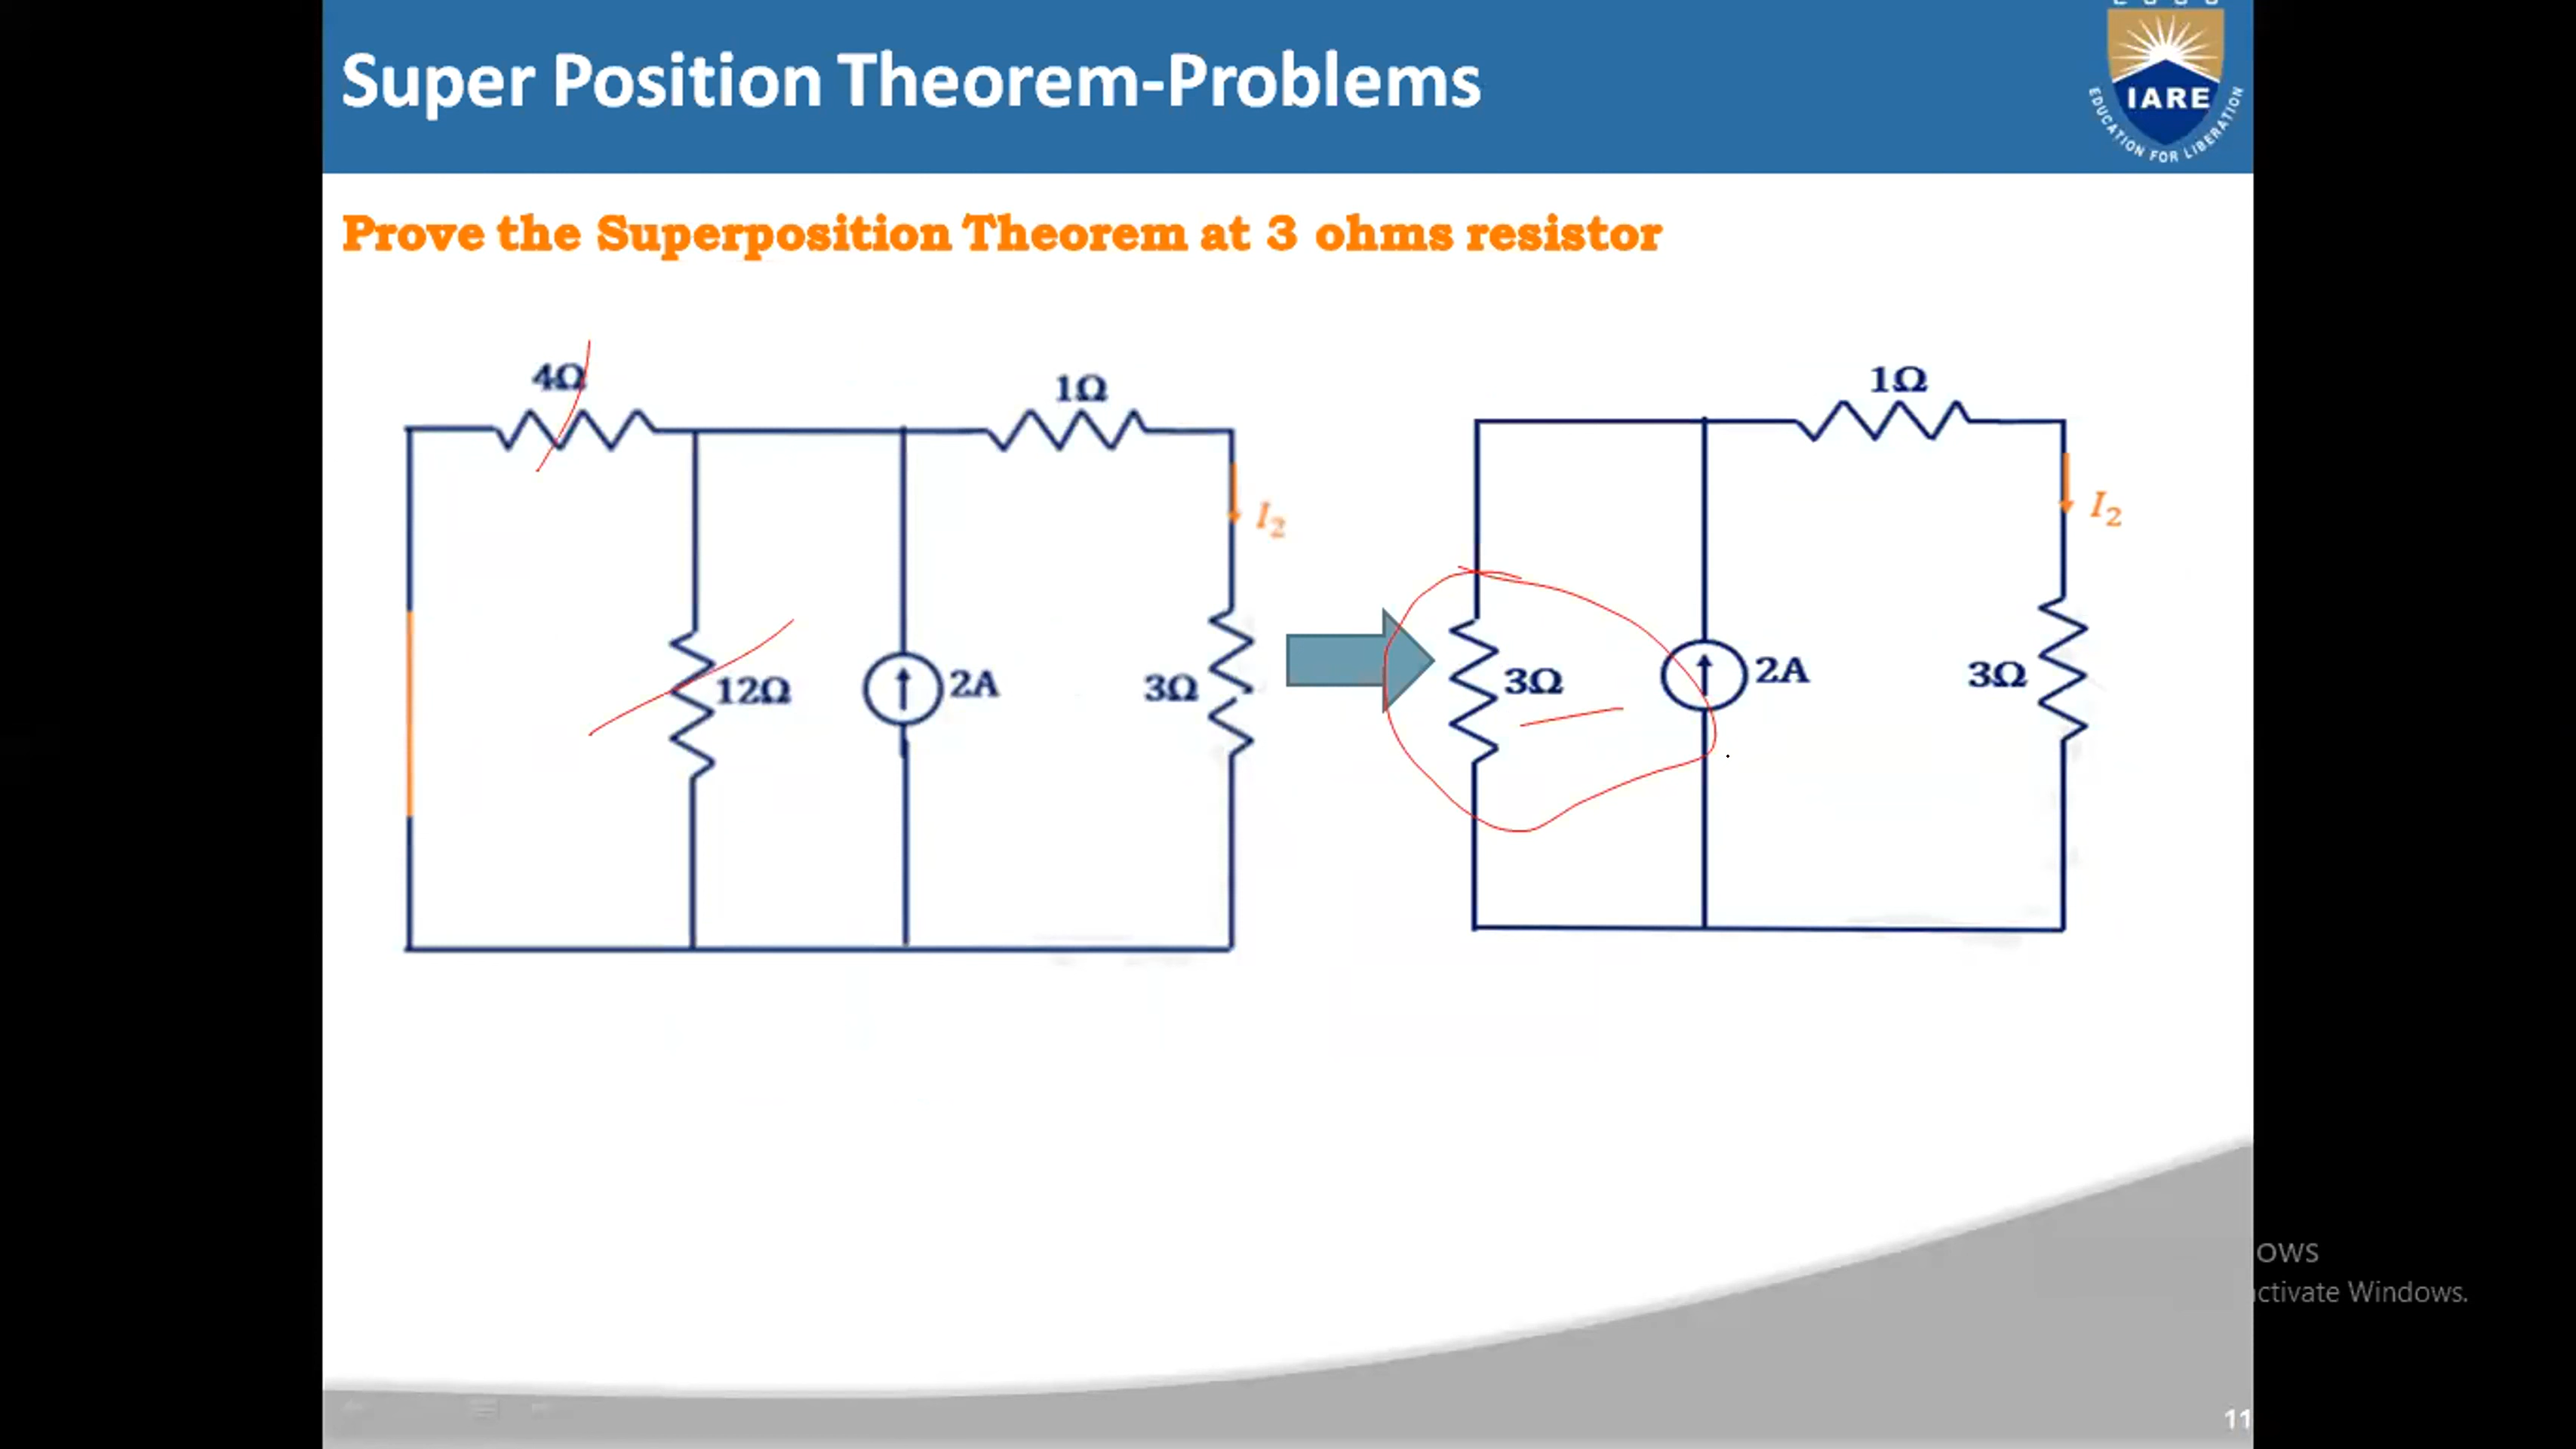 Super Position Theorem-Problems
IARE
EDUCATION FOR LIBERATION
Prove the Superposition Theorem at 3 ohms resistor
4Ω
1Ω
I₂
12Ω
2A
3Ω
1Ω
I₂
3Ω
2A
3Ω
ows
ctivate Windows.
11